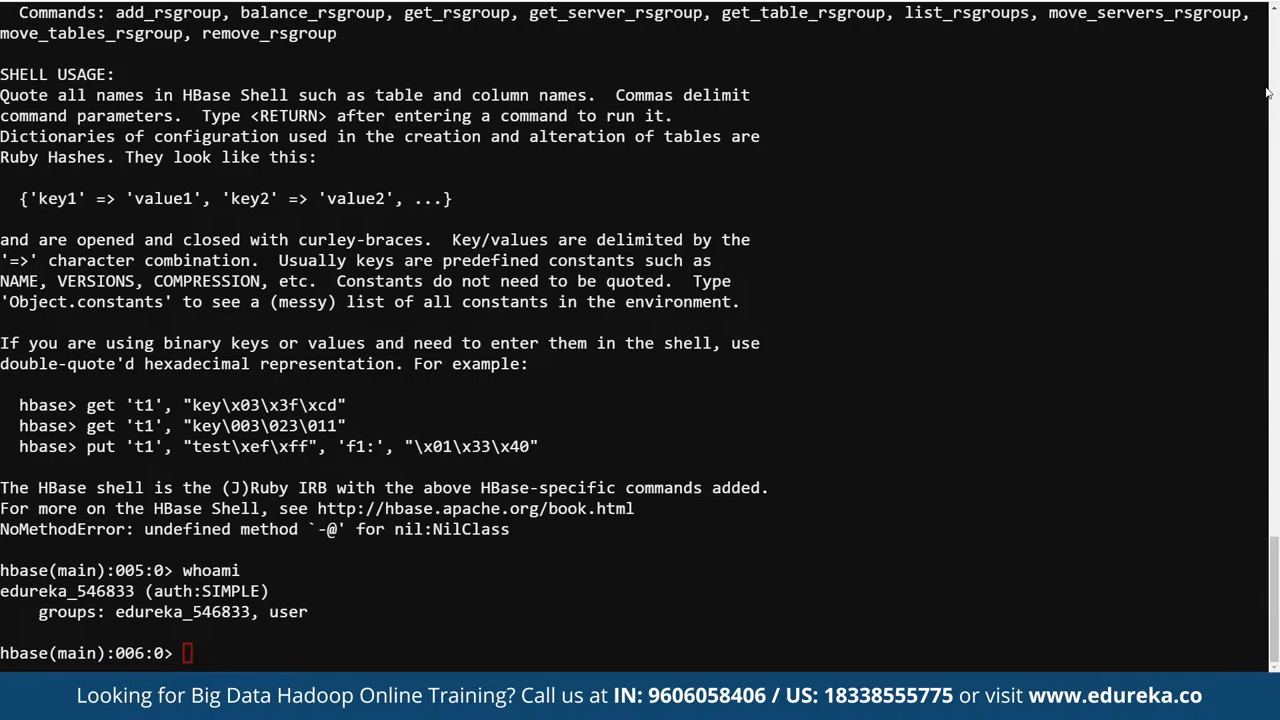 Commands: add_rsgroup, balance_rsgroup, get_rsgroup, get_server_rsgroup, get_table_rsgroup, list_rsgroups, move_servers_rsgroup,
move_tables_rsgroup, remove_rsgroup
SHELL USAGE:
Quote all names in HBase Shell such as table and column names.  Commas delimit
command parameters.  Type <RETURN> after entering a command to run it.
Dictionaries of configuration used in the creation and alteration of tables are
Ruby Hashes. They look like this:
{'key1' => 'value1', 'key2' => 'value2', ...}
and are opened and closed with curley-braces.  Key/values are delimited by the
'=>' character combination.  Usually keys are predefined constants such as
NAME, VERSIONS, COMPRESSION, etc.  Constants do not need to be quoted.  Type
'Object.constants' to see a (messy) list of all constants in the environment.
If you are using binary keys or values and need to enter them in the shell, use
double-quote'd hexadecimal representation. For example:
hbase> get 't1', "key\x03\x3f\xcd"
hbase> get 't1', "key\003\023\011"
hbase> put 't1', "test\xef\xff", 'f1:', "\x01\x33\x40"
The HBase shell is the (J)Ruby IRB with the above HBase-specific commands added.
For more on the HBase Shell, see http://hbase.apache.org/book.html
NoMethodError: undefined method `-@' for nil:NilClass
hbase(main):005:0> whoami
edureka_546833 (auth:SIMPLE)
groups: edureka_546833, user
hbase(main):006:0>
Looking for Big Data Hadoop Online Training? Call us at IN: 9606058406 / US: 18338555775 or visit www.edureka.co